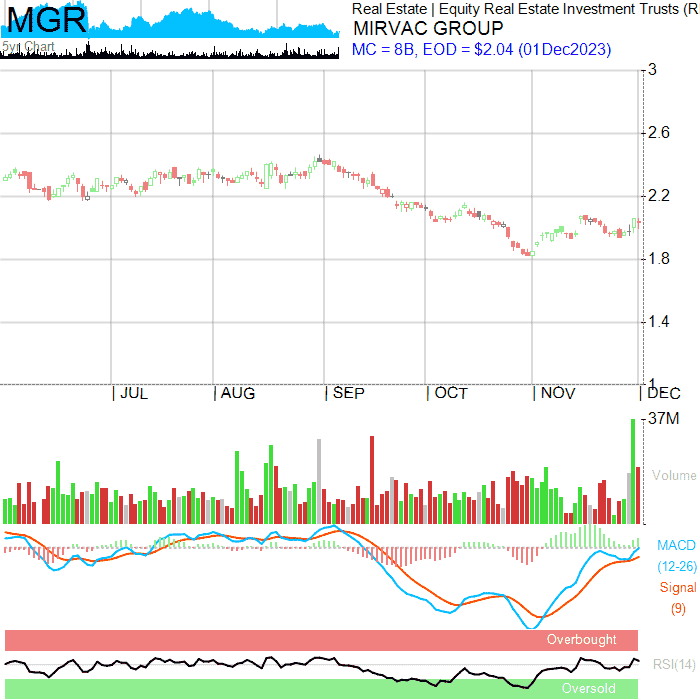 MGR
5yr Chart
Real Estate | Equity Real Estate Investment Trusts (R
MIRVAC GROUP
MC = 8B, EOD = $2.04 (01Dec2023)
3
2.6
2.2
1.8
1.4
1
JUL AUG SEP OCT NOV DEC
37M
Volume
MACD
(12-26)
Signal
(9)
Overbought
RSI(14)
Oversold